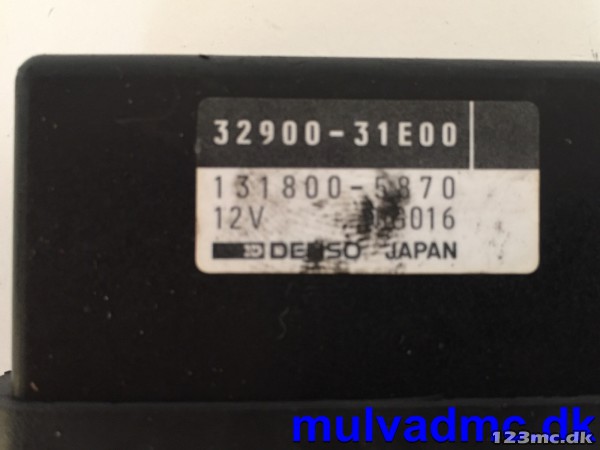 32900-31E00
131800-5870
12V
DENSO JAPAN
mulvadmc.dk
123mc.dk